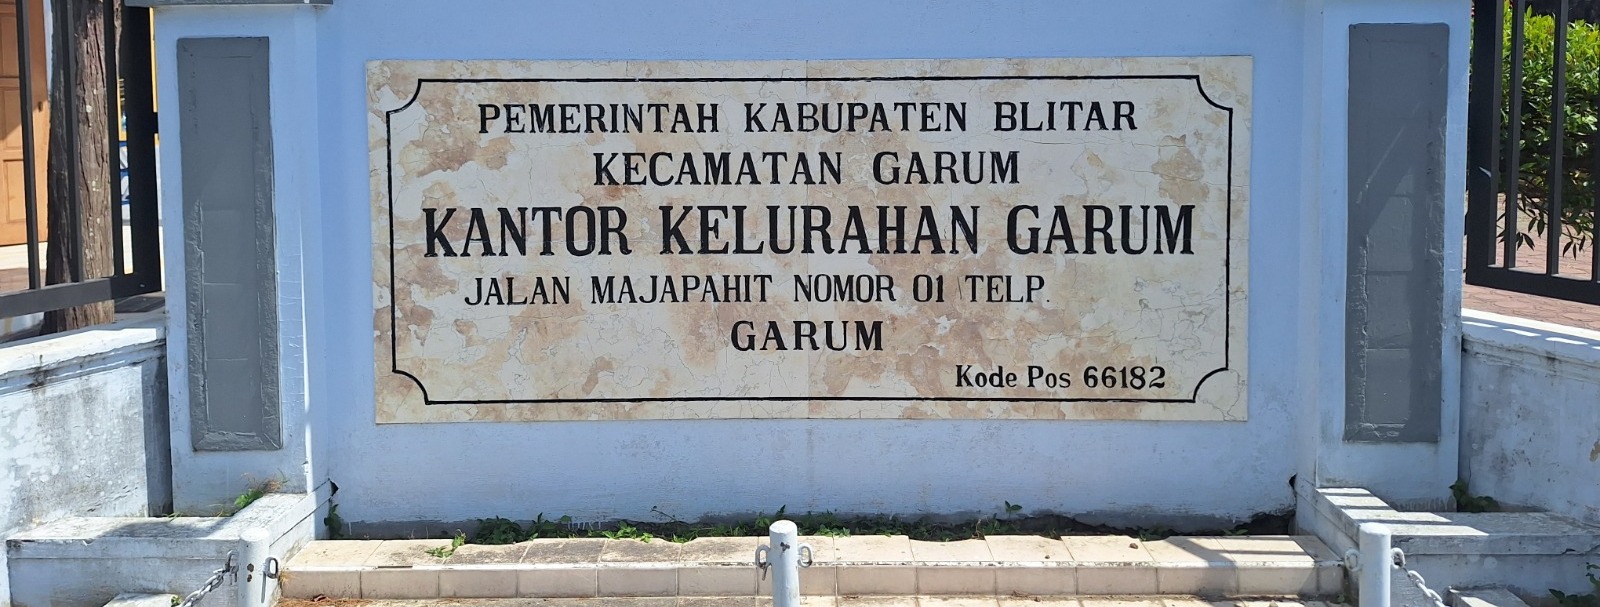 PEMERINTAH KABUPATEN BLITAR
KECAMATAN GARUM
KANTOR KELURAHAN GARUM
JALAN MAJAPAHIT NOMOR 01 TELP.
GARUM
Kode Pos 66182